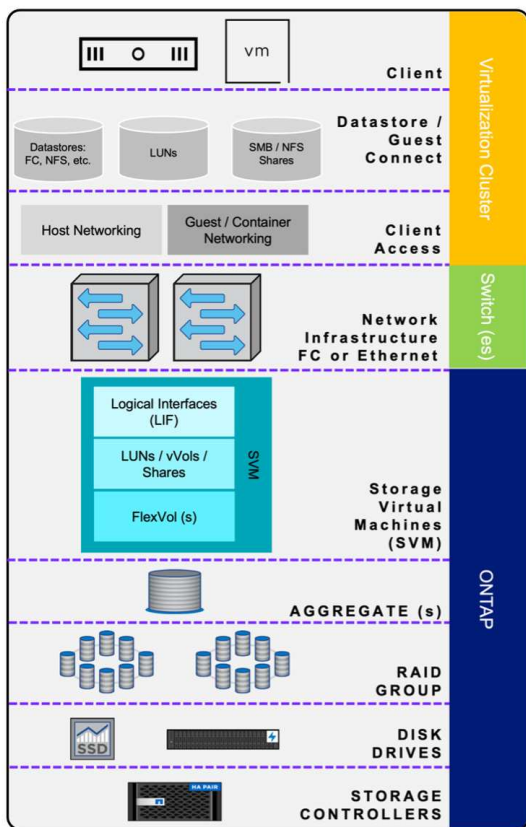 vm
Client
Datastores:
FC, NFS, etc.
LUNs
SMB / NFS
Shares
Datastore /
Guest
Connect
Host Networking
Guest / Container
Networking
Client
Access
Virtualization Cluster
Network
Infrastructure
FC or Ethernet
Switch (es)
Logical Interfaces
(LIF)
LUNs / vVols /
Shares
FlexVol (s)
SVM
Storage
Virtual
Machines
(SVM)
AGGREGATE (s)
RAID
GROUP
SSD
DISK
DRIVES
HA PAIR
STORAGE
CONTROLLERS
ONTAP